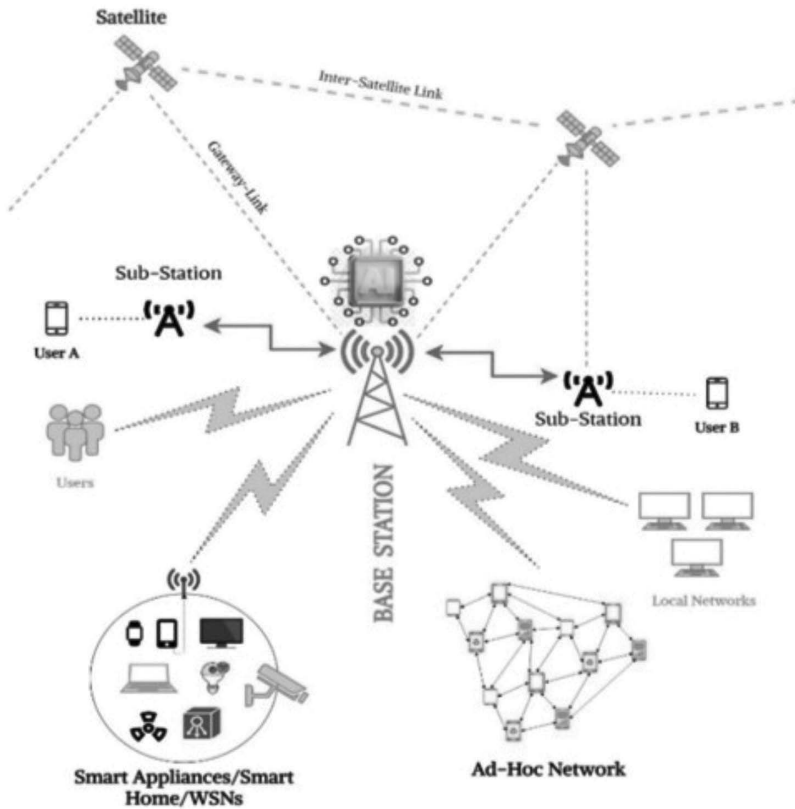 Satellite
Inter-Satellite Link
Gateway-Link
AI
Sub-Station
User A
Sub-Station
User B
Users
BASE STATION
Local Networks
Smart Appliances/Smart
Home/WSNs
Ad-Hoc Network